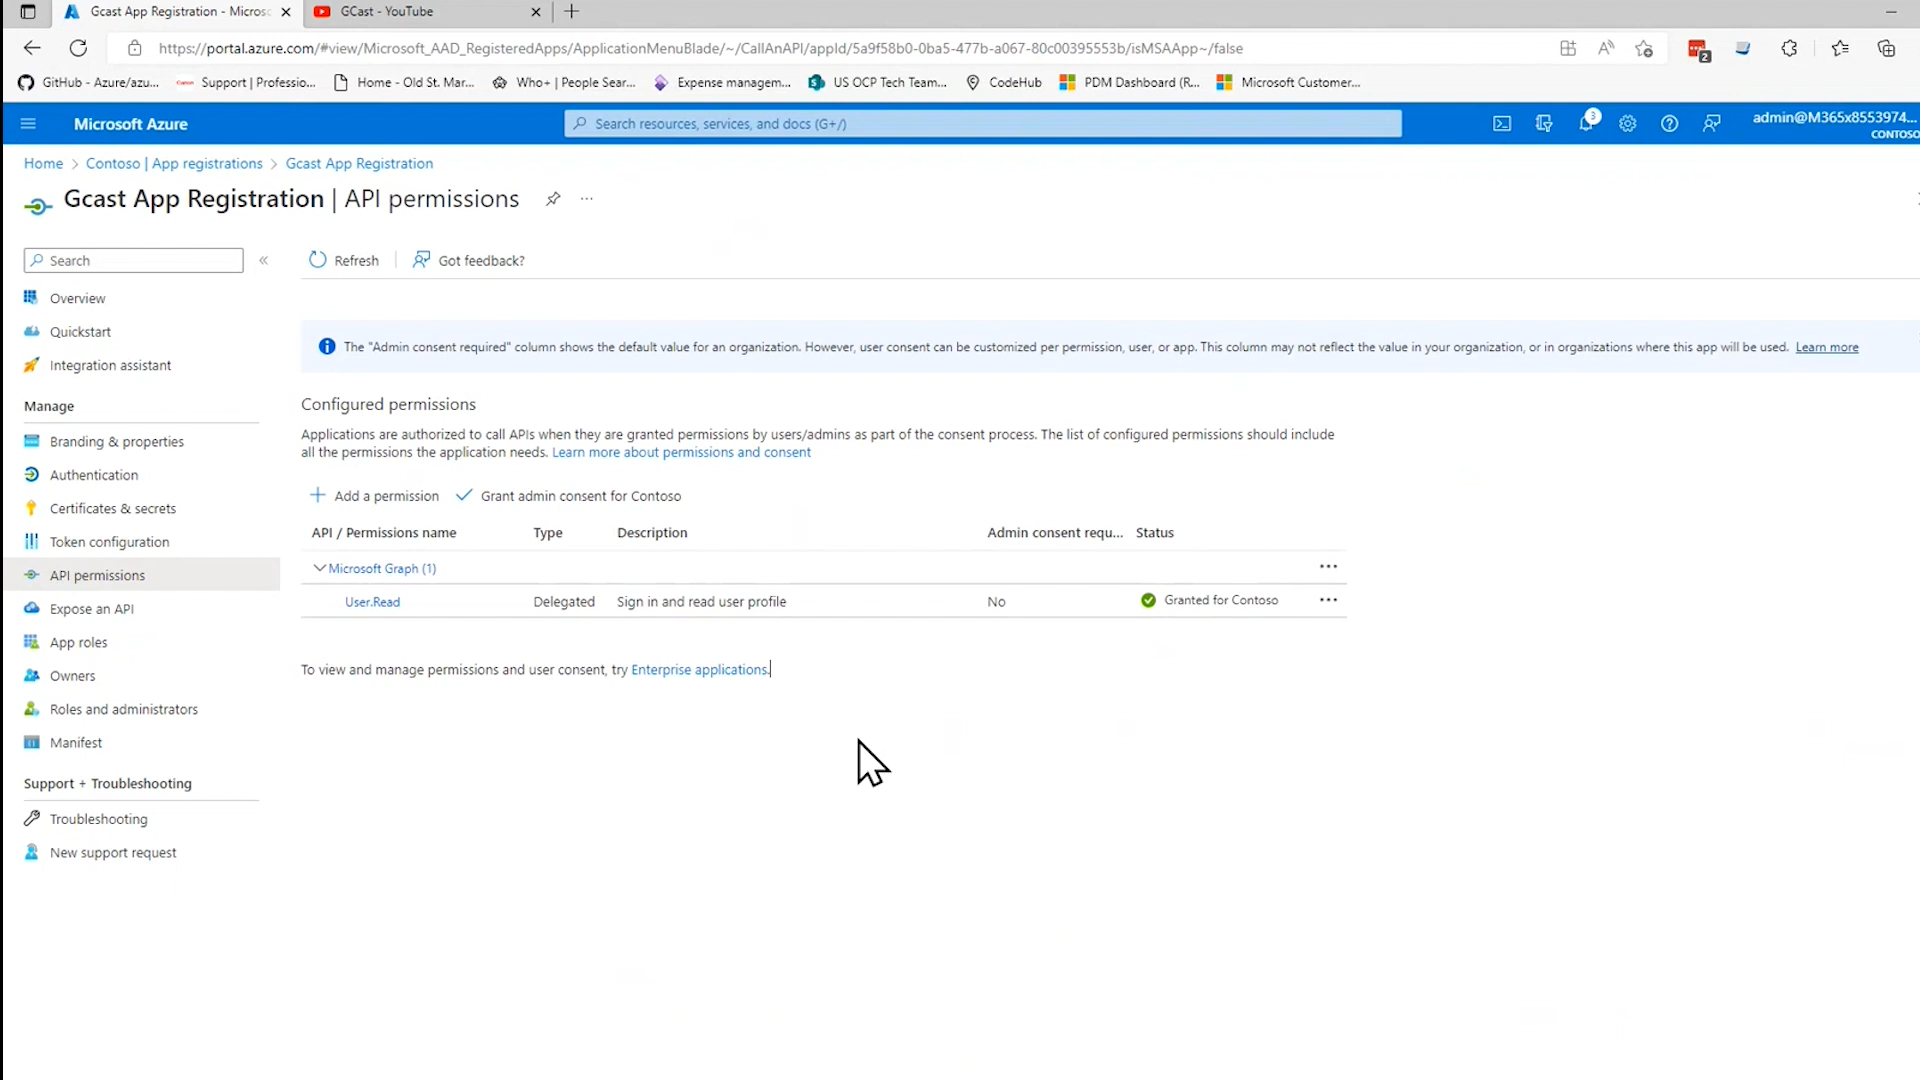 Gcast App Registration - Micros
GCast - YouTube
https://portal.azure.com/#view/Microsoft_AAD_RegisteredApps/ApplicationMenuBlade/~/CallAnAPI/appId/5a9f58b0-0ba5-477b-a067-80c00395553b/isMSAApp~/false
2
GitHub - Azure/azu...
Support | Professio...
Home - Old St. Mar...
Who+ | People Sear...
Expense managem...
US OCP Tech Team...
CodeHub
PDM Dashboard (R...
Microsoft Customer...
Microsoft Azure
Search resources, services, and docs (G+/)
3
admin@M365x8553974...
CONTOSO
Home > Contoso | App registrations > Gcast App Registration
Gcast App Registration | API permissions
Search
Refresh
Got feedback?
Overview
Quickstart
Integration assistant
Manage
Branding & properties
Authentication
Certificates & secrets
Token configuration
API permissions
Expose an API
App roles
Owners
Roles and administrators
Manifest
Support + Troubleshooting
Troubleshooting
New support request
The "Admin consent required" column shows the default value for an organization. However, user consent can be customized per permission, user, or app. This column may not reflect the value in your organization, or in organizations where this app will be used. Learn more
Configured permissions
Applications are authorized to call APIs when they are granted permissions by users/admins as part of the consent process. The list of configured permissions should include
all the permissions the application needs. Learn more about permissions and consent
Add a permission
Grant admin consent for Contoso
API / Permissions name Type Description Admin consent requ... Status
Microsoft Graph (1)
User.Read Delegated Sign in and read user profile No Granted for Contoso
To view and manage permissions and user consent, try Enterprise applications.